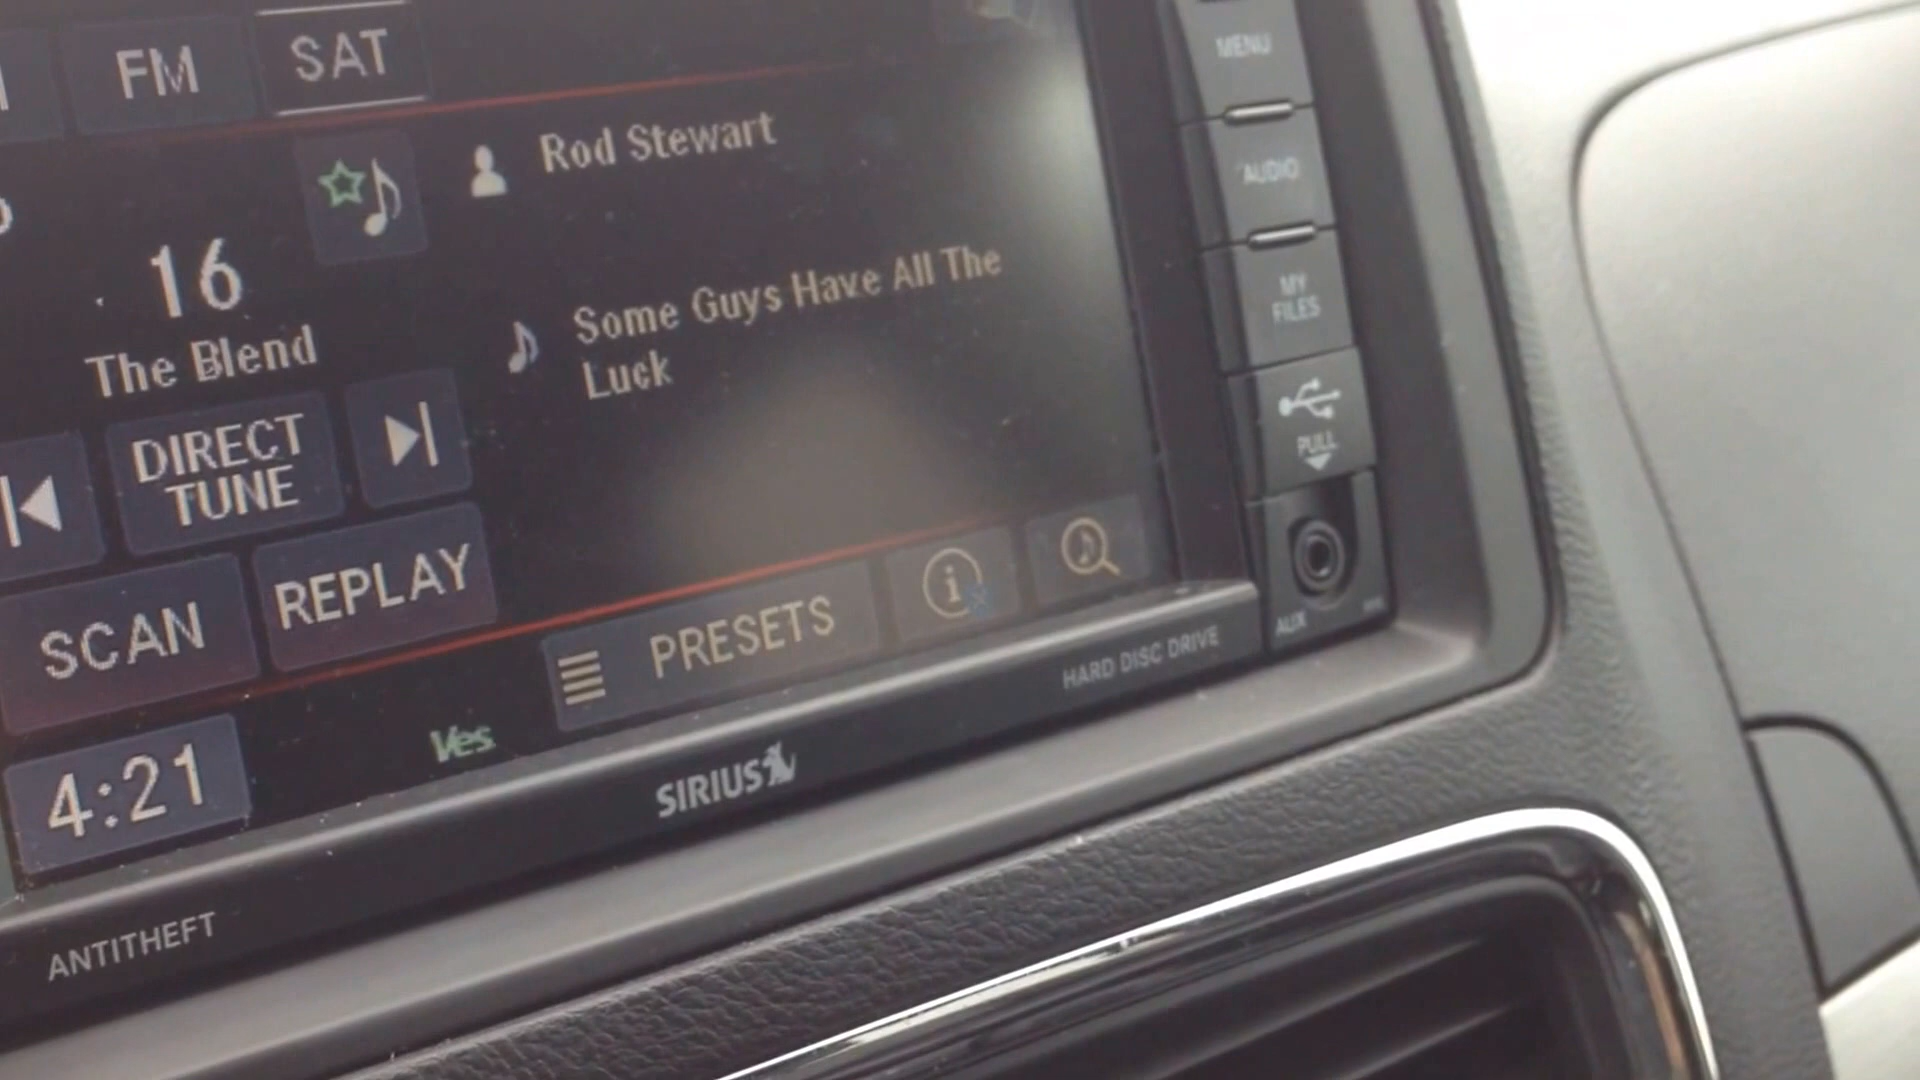 FM
SAT
Rod Stewart
16
The Blend
Some Guys Have All The
Luck
DIRECT
TUNE
SCAN
REPLAY
PRESETS
4:21
Yes
SIRIUS
HARD DISC DRIVE
ANTITHEFT
MENU
AUDIO
MY
FILES
PULL
AUX